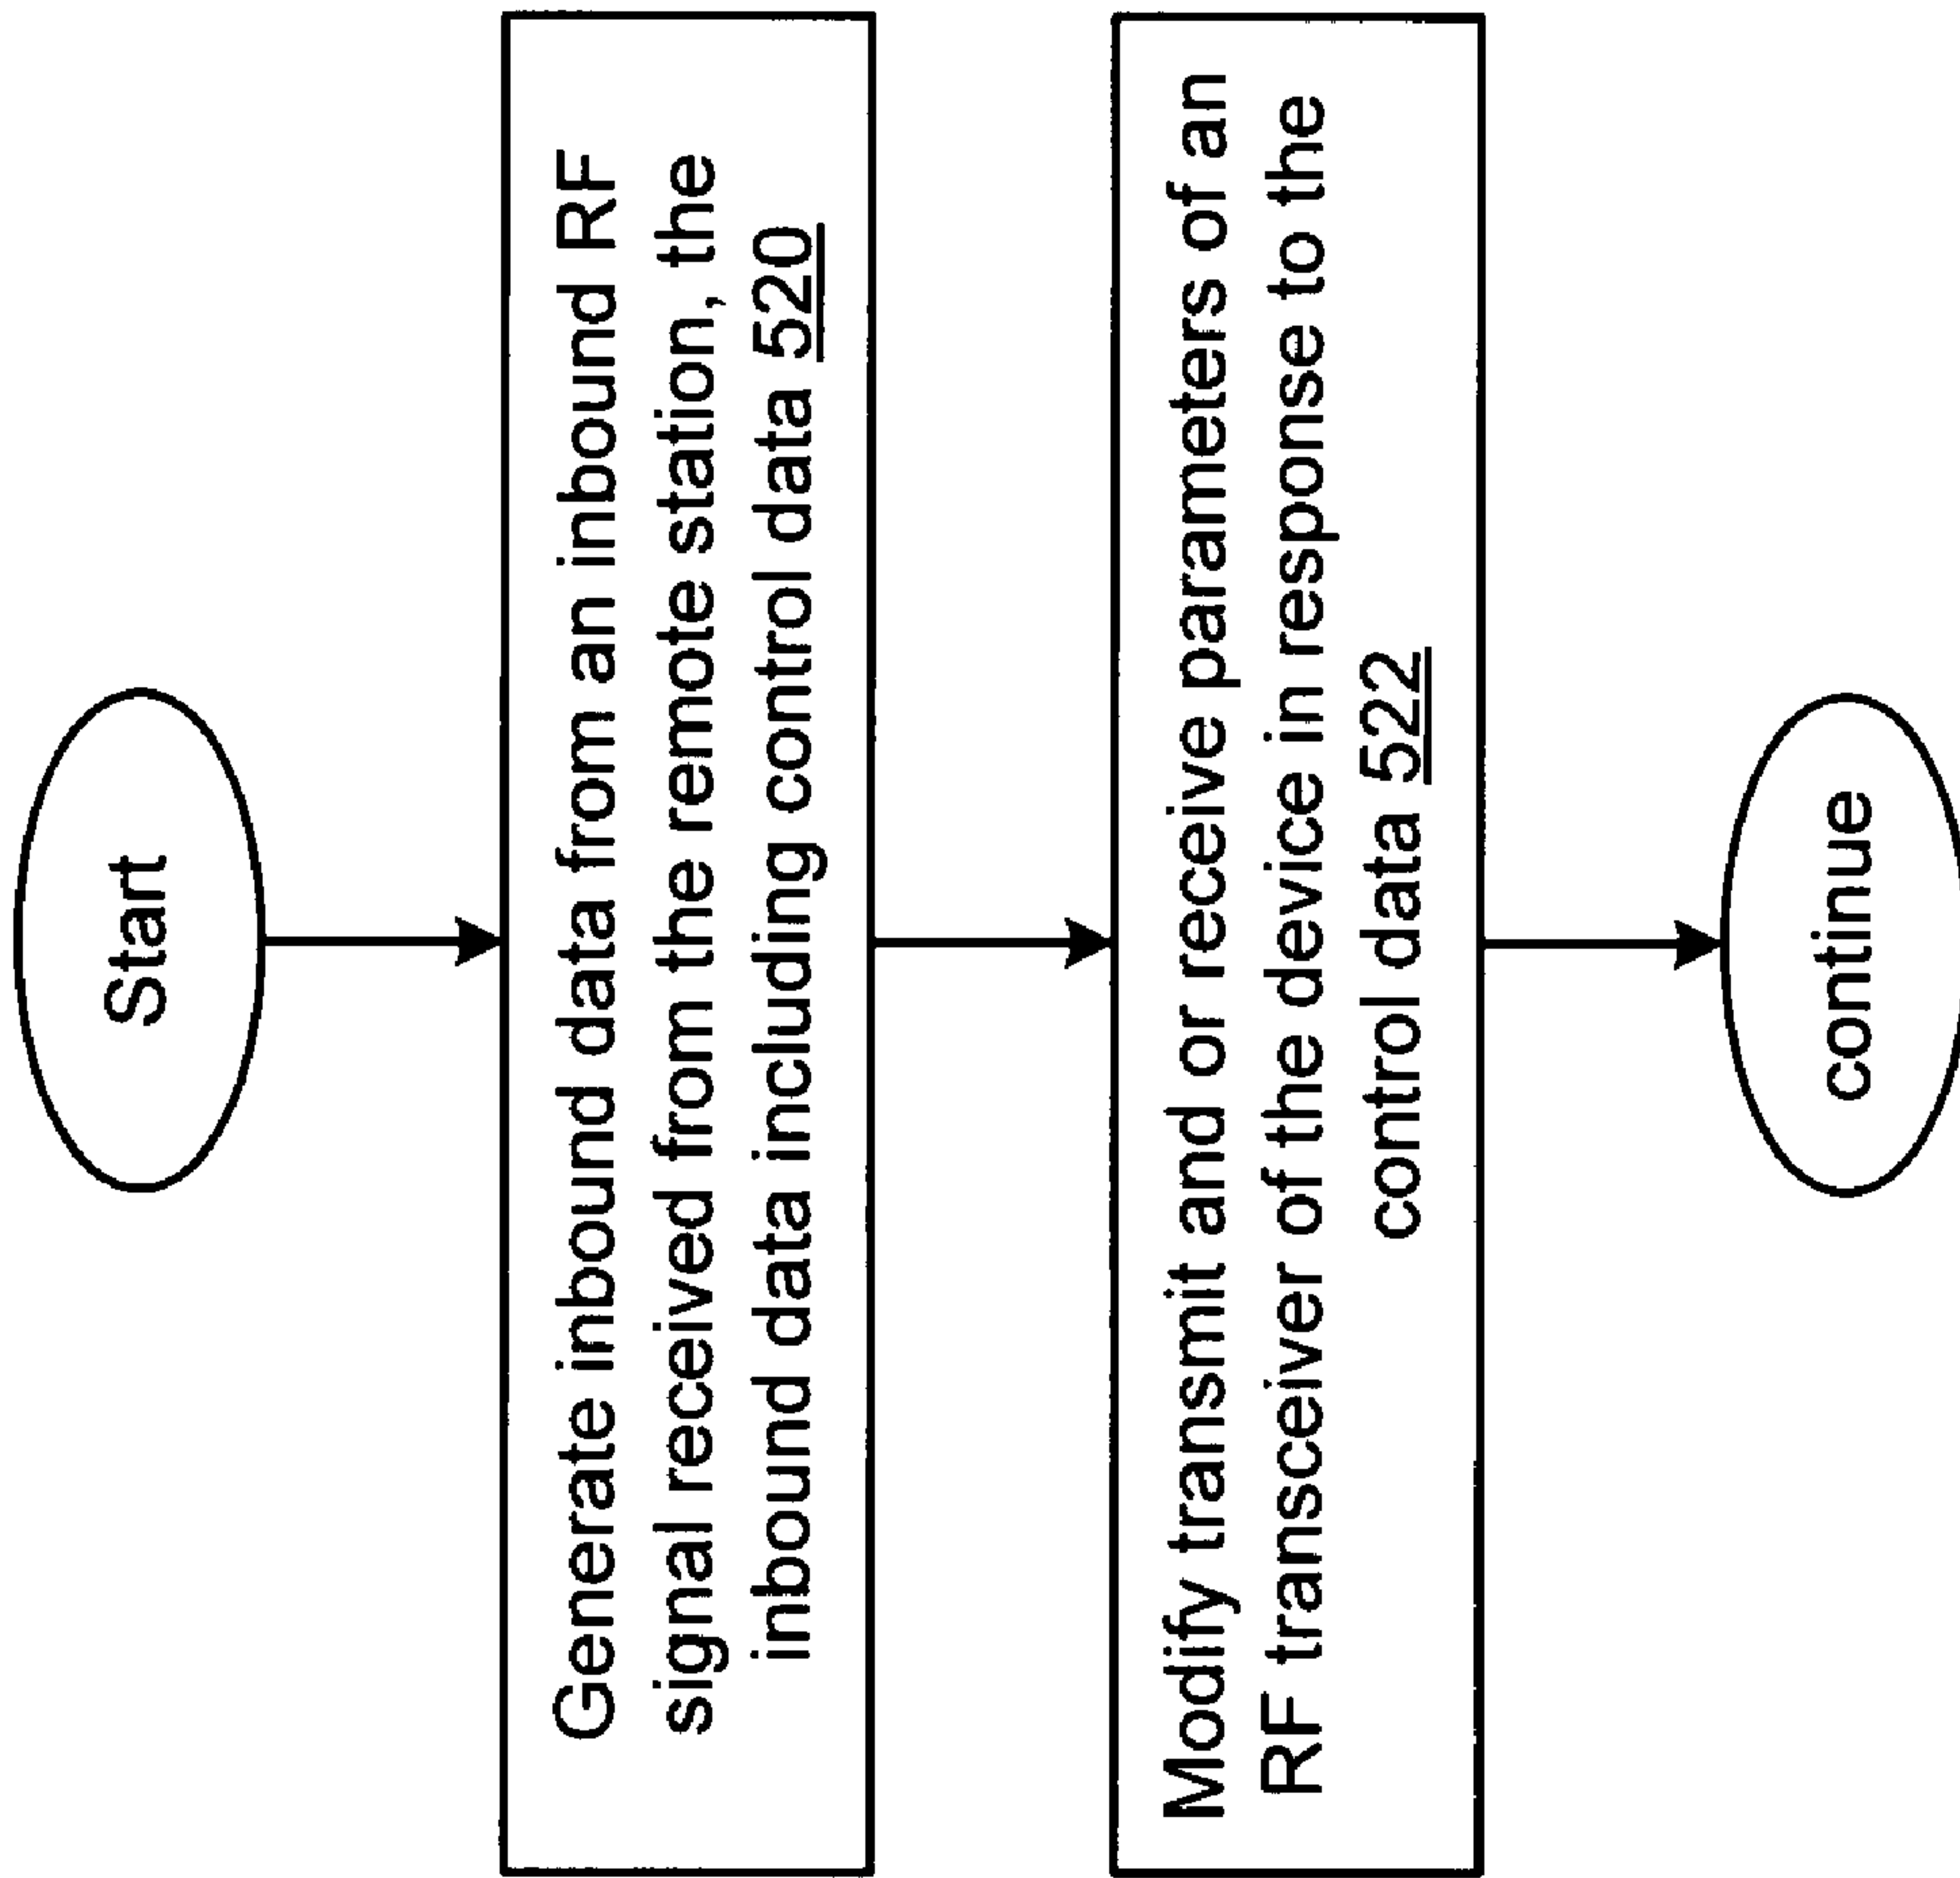 Start
Generate inbound data from an inbound RF
signal received from the remote station, the
inbound data including control data 520
Modify transmit and or receive parameters of an
RF transceiver of the device in response to the
control data 522
continue